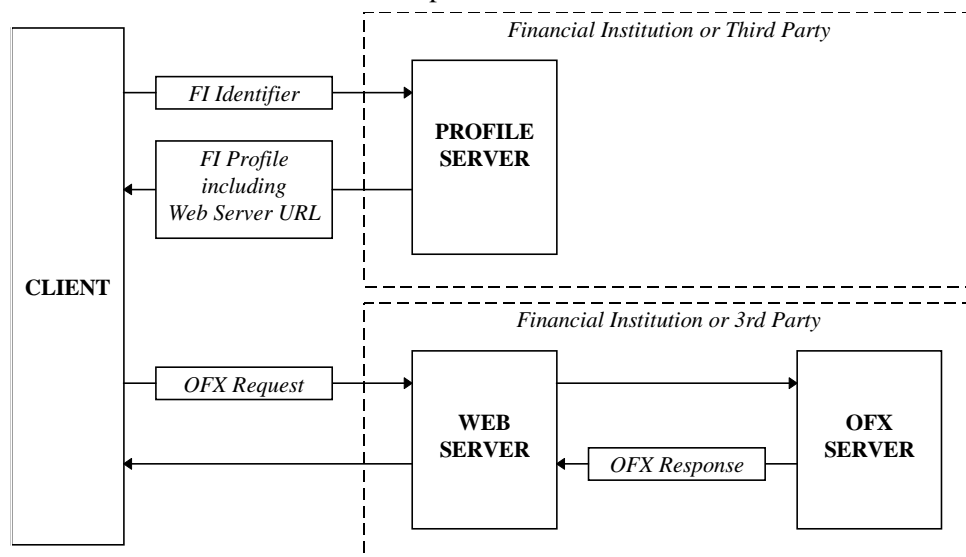 Financial Institution or Third Party
FI Identifier
PROFILE
SERVER
FI Profile
including
Web Server URL
CLIENT
Financial Institution or 3rd Party
OFX Request
WEB
SERVER
OFX
SERVER
OFX Response